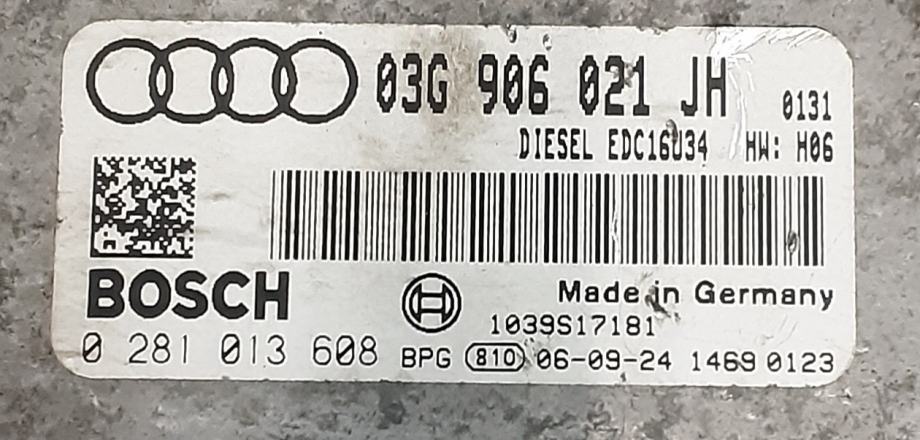 03G 906 021 JH 0131
DIESEL EDC16U34 HW: H06
BOSCH
Made in Germany
1039S17181
0 281 013 608 BPG 810 06-09-24 1469 0123